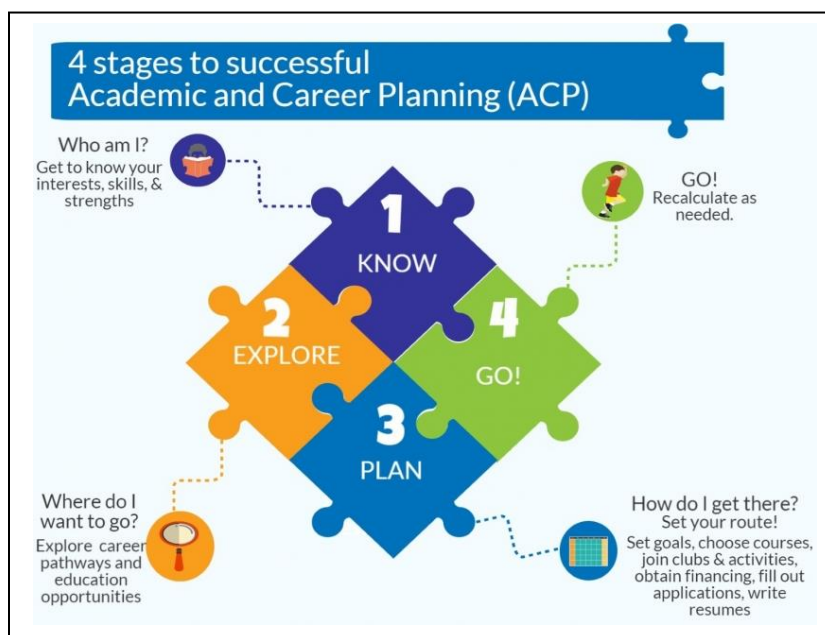 4 stages to successful
Academic and Career Planning (ACP)
Who am I?
Get to know your
interests, skills, &
strengths
1
KNOW
GO!
Recalculate as
needed.
2
EXPLORE
4
GO!
3
PLAN
Where do I
want to go?
Explore career
pathways and
education
opportunities
How do I get there?
Set your route!
Set goals, choose courses,
join clubs & activities,
obtain financing, fill out
applications, write
resumes